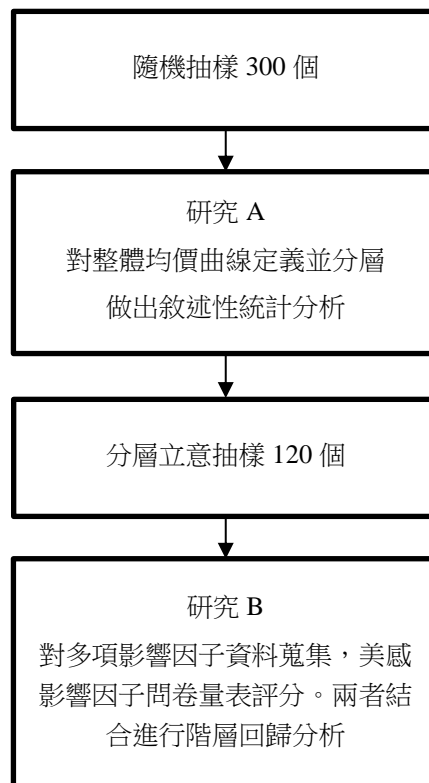 隨機抽樣 300 個
研究 A
對整體均價曲線定義並分層
做出敘述性統計分析
分層立意抽樣 120 個
研究 B
對多項影響因子資料蒐集，美感
影響因子問卷量表評分。兩者結
合進行階層回歸分析